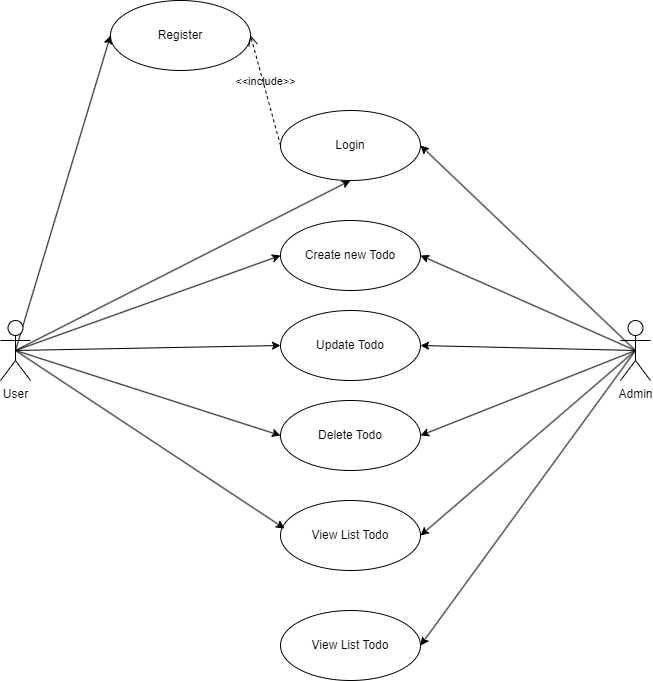 Register
<<include>>
Login
Create new Todo
Update Todo
User
Admin
Delete Todo
View List Todo
View List Todo